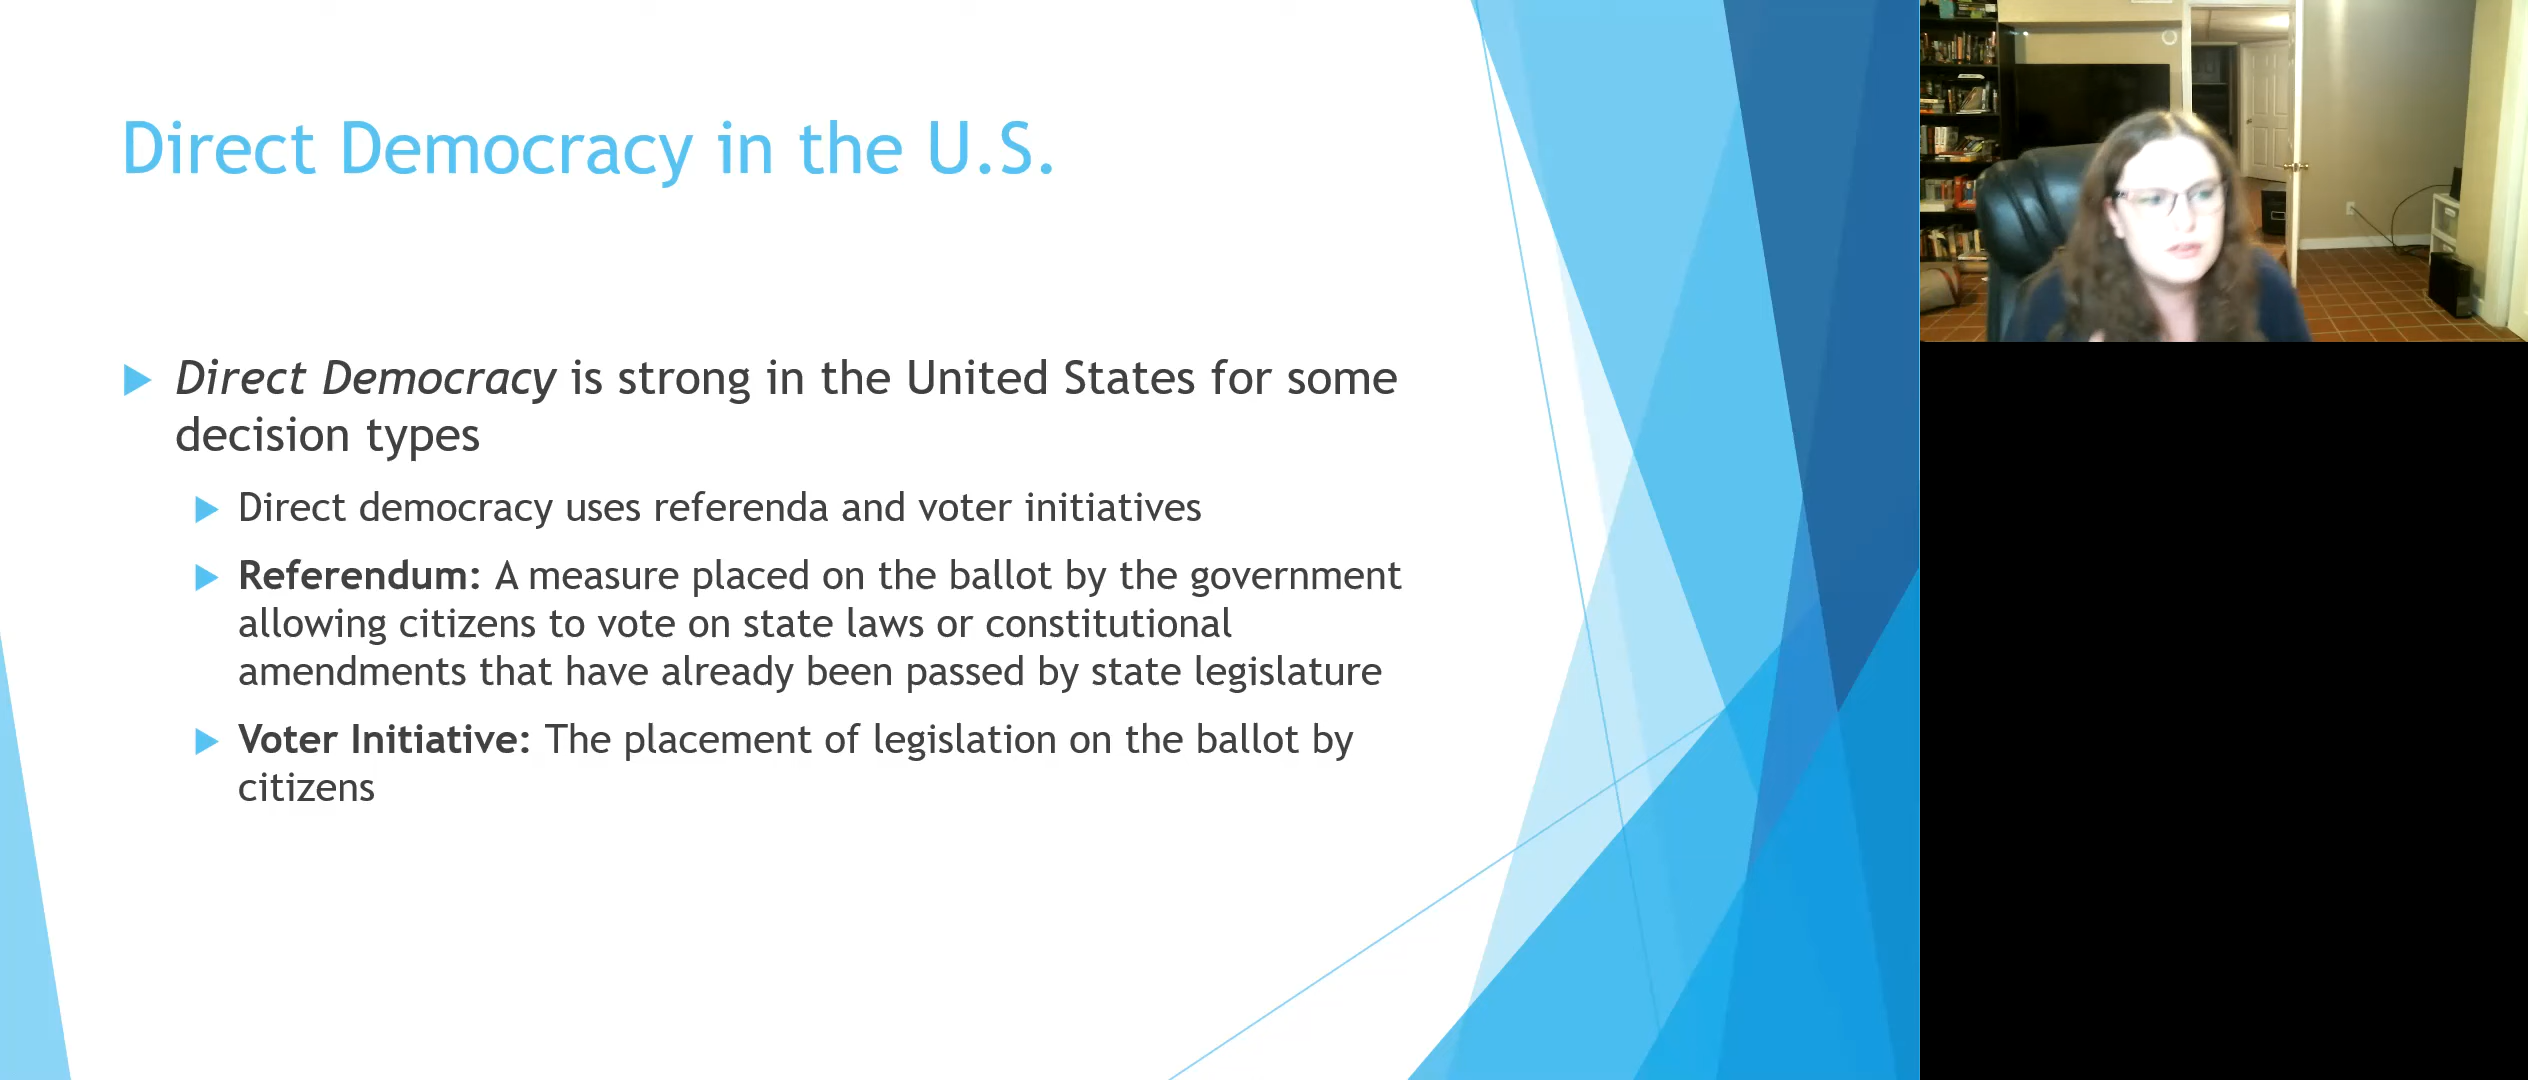 Direct Democracy in the U.S.
Direct Democracy is strong in the United States for some
decision types
Direct democracy uses referenda and voter initiatives
Referendum: A measure placed on the ballot by the government
allowing citizens to vote on state laws or constitutional
amendments that have already been passed by state legislature
Voter Initiative: The placement of legislation on the ballot by
citizens